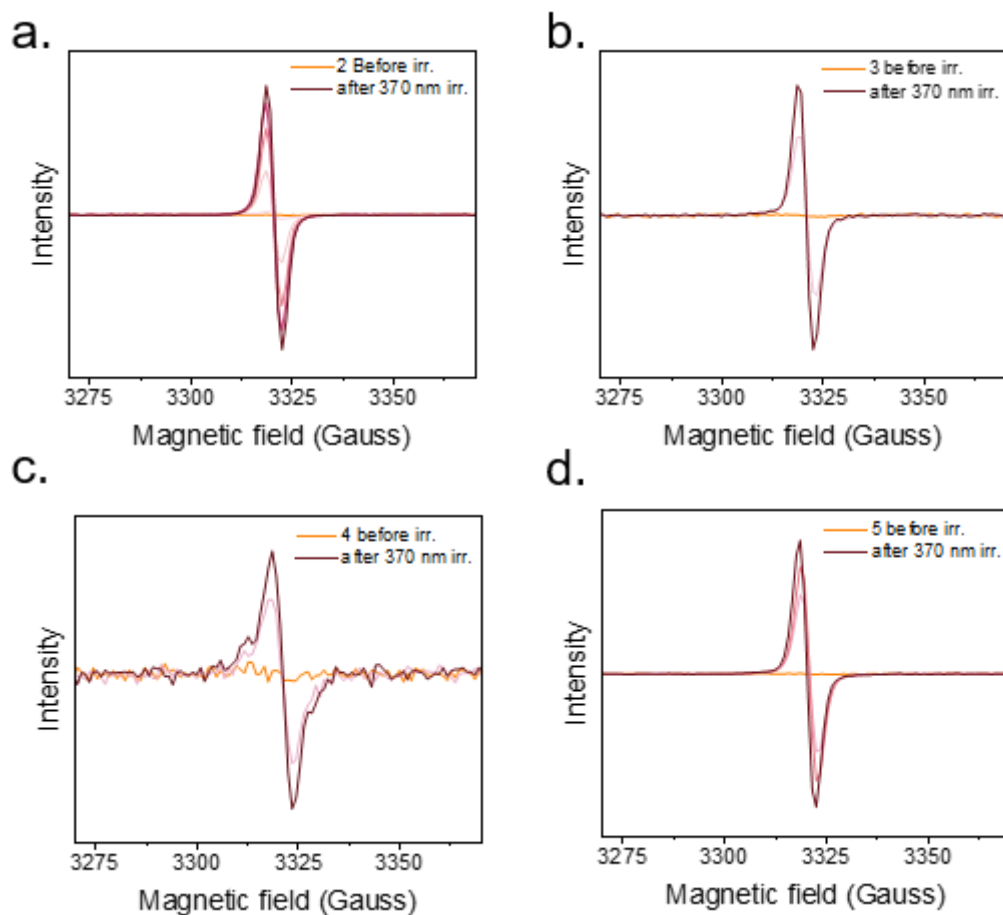 a.
2 Before irr.
after 370 nm irr.
Intensity
3275 3300 3325 3350
Magnetic field (Gauss)
b.
3 before irr.
after 370 nm irr.
Intensity
3275 3300 3325 3350
Magnetic field (Gauss)
c.
4 before irr.
after 370 nm irr.
Intensity
3275 3300 3325 3350
Magnetic field (Gauss)
d.
5 before irr.
after 370 nm irr.
Intensity
3275 3300 3325 3350
Magnetic field (Gauss)